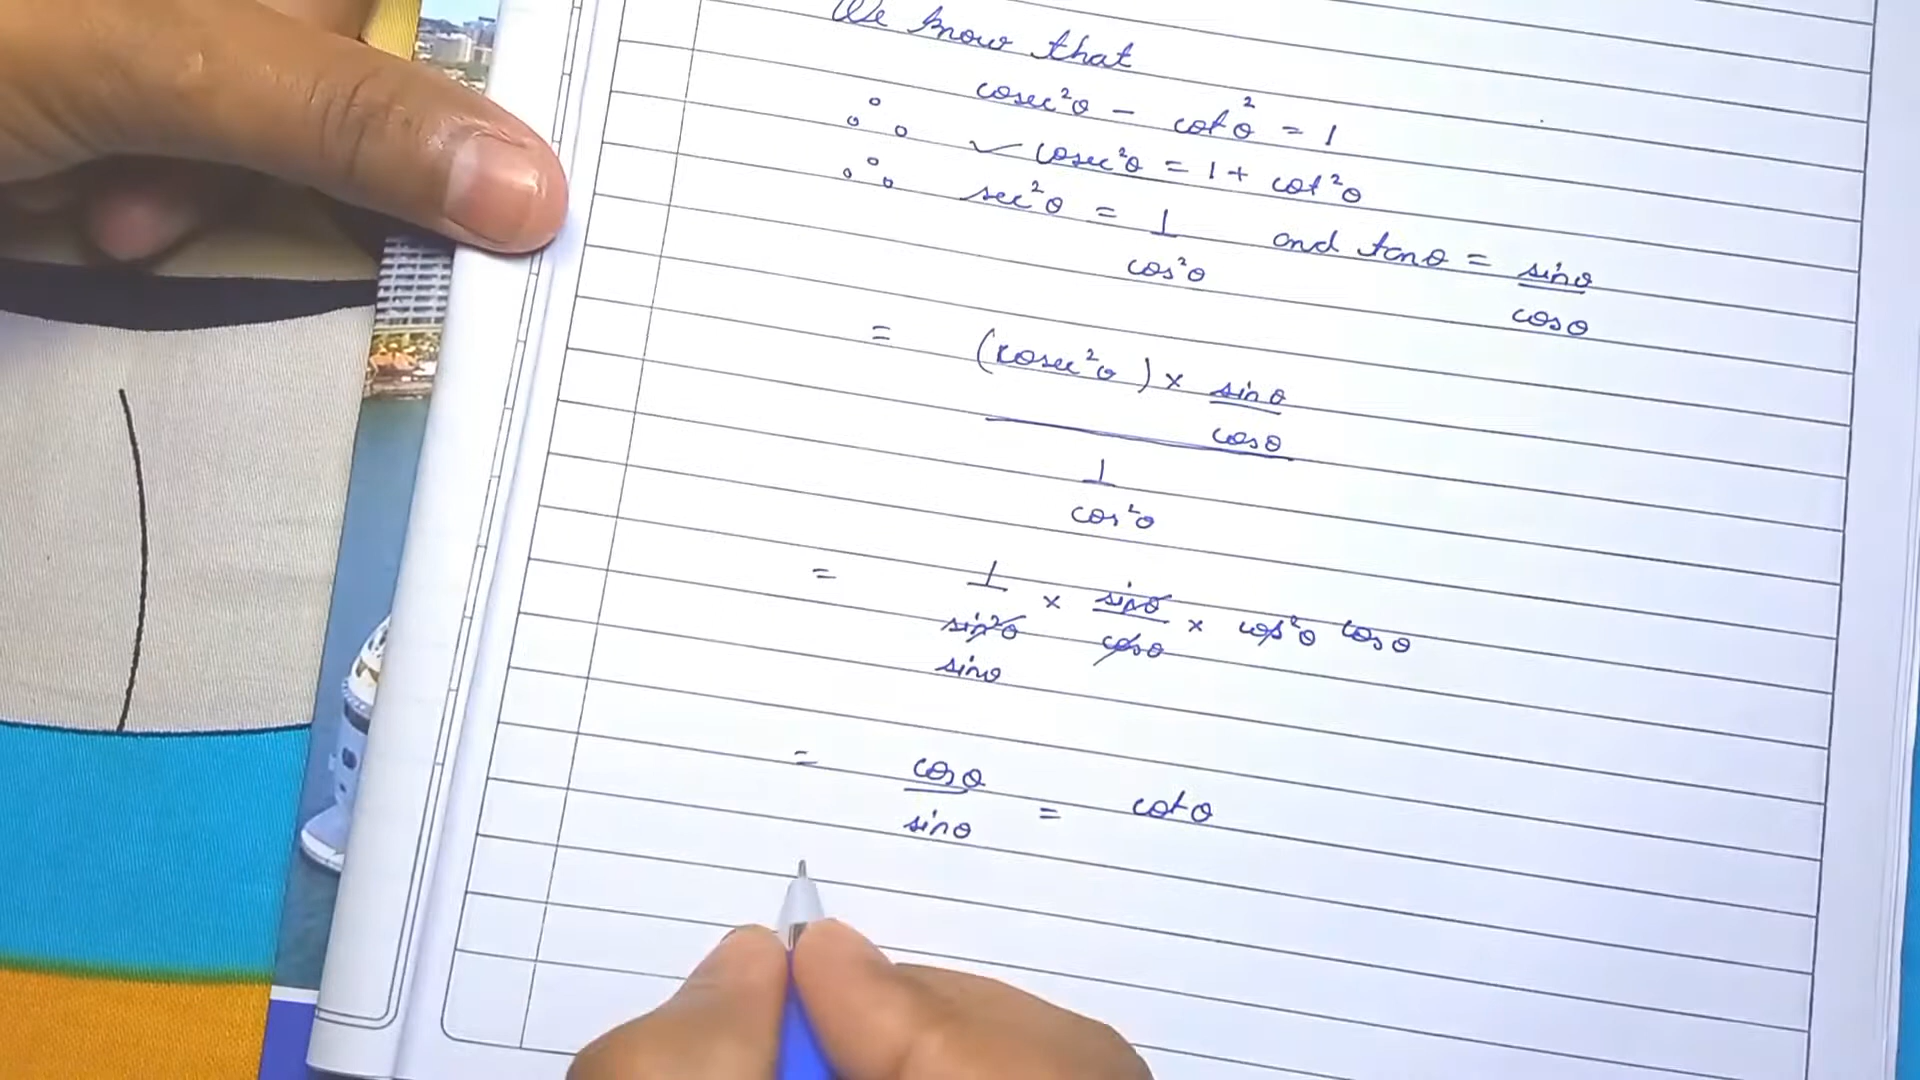 We know that
cosec²θ - cot²θ = 1
∴ ✓ cosec²θ = 1 + cot²θ
∴ sec²θ = 1/cos²θ and tanθ = sinθ/cosθ
= (cosec²θ) × sinθ/cosθ
1/cos²θ
= 1/sin²θ × sinθ/cosθ × cos²θ cosθ
sinθ
= cosθ/sinθ = cotθ